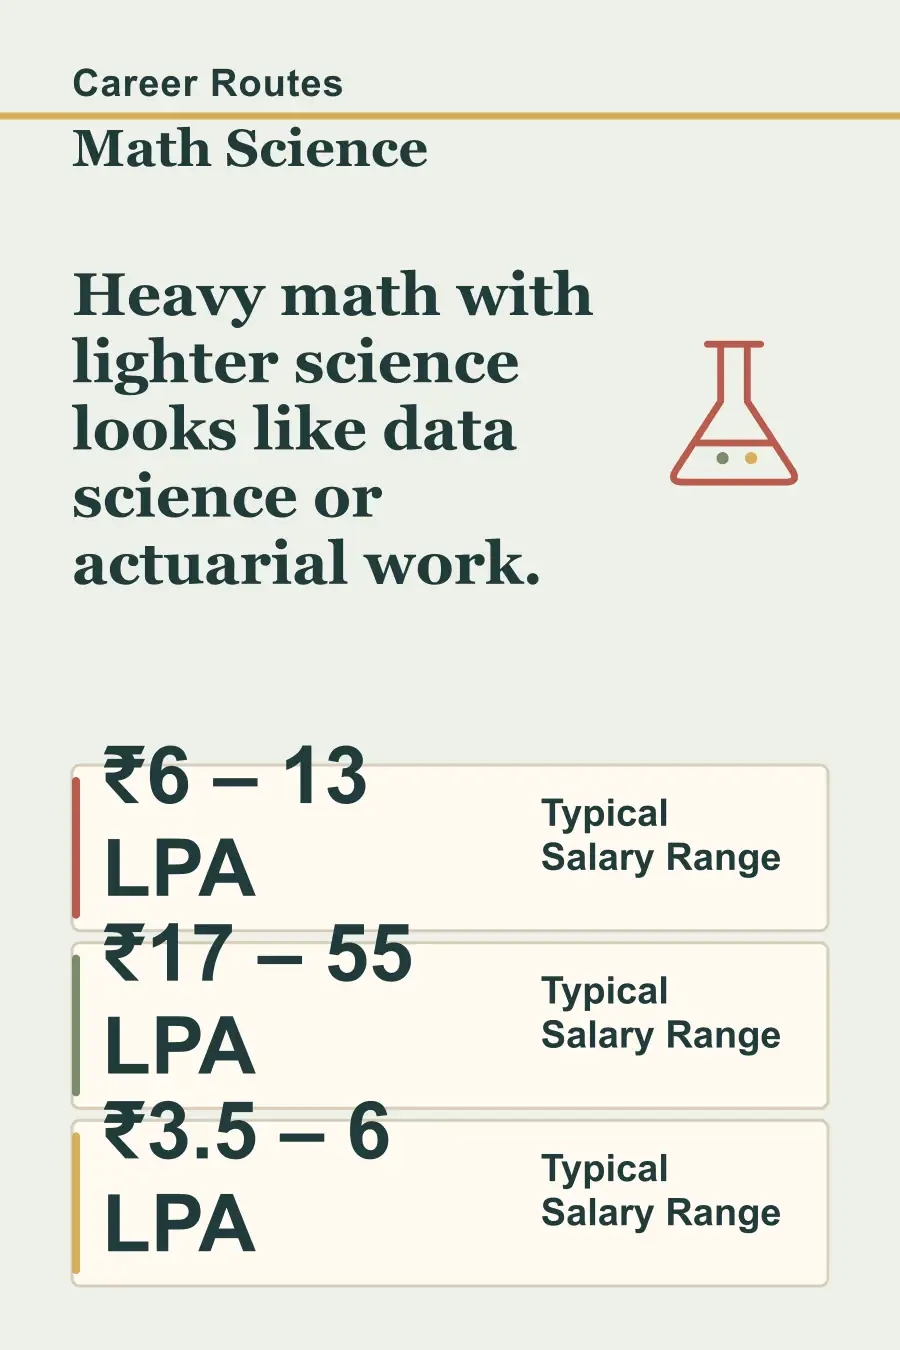 Career Routes
Math Science
Heavy math with
lighter science
looks like data
science or
actuarial work.
₹6 – 13
LPA
Typical
Salary Range
₹17 – 55
LPA
Typical
Salary Range
₹3.5 – 6
LPA
Typical
Salary Range